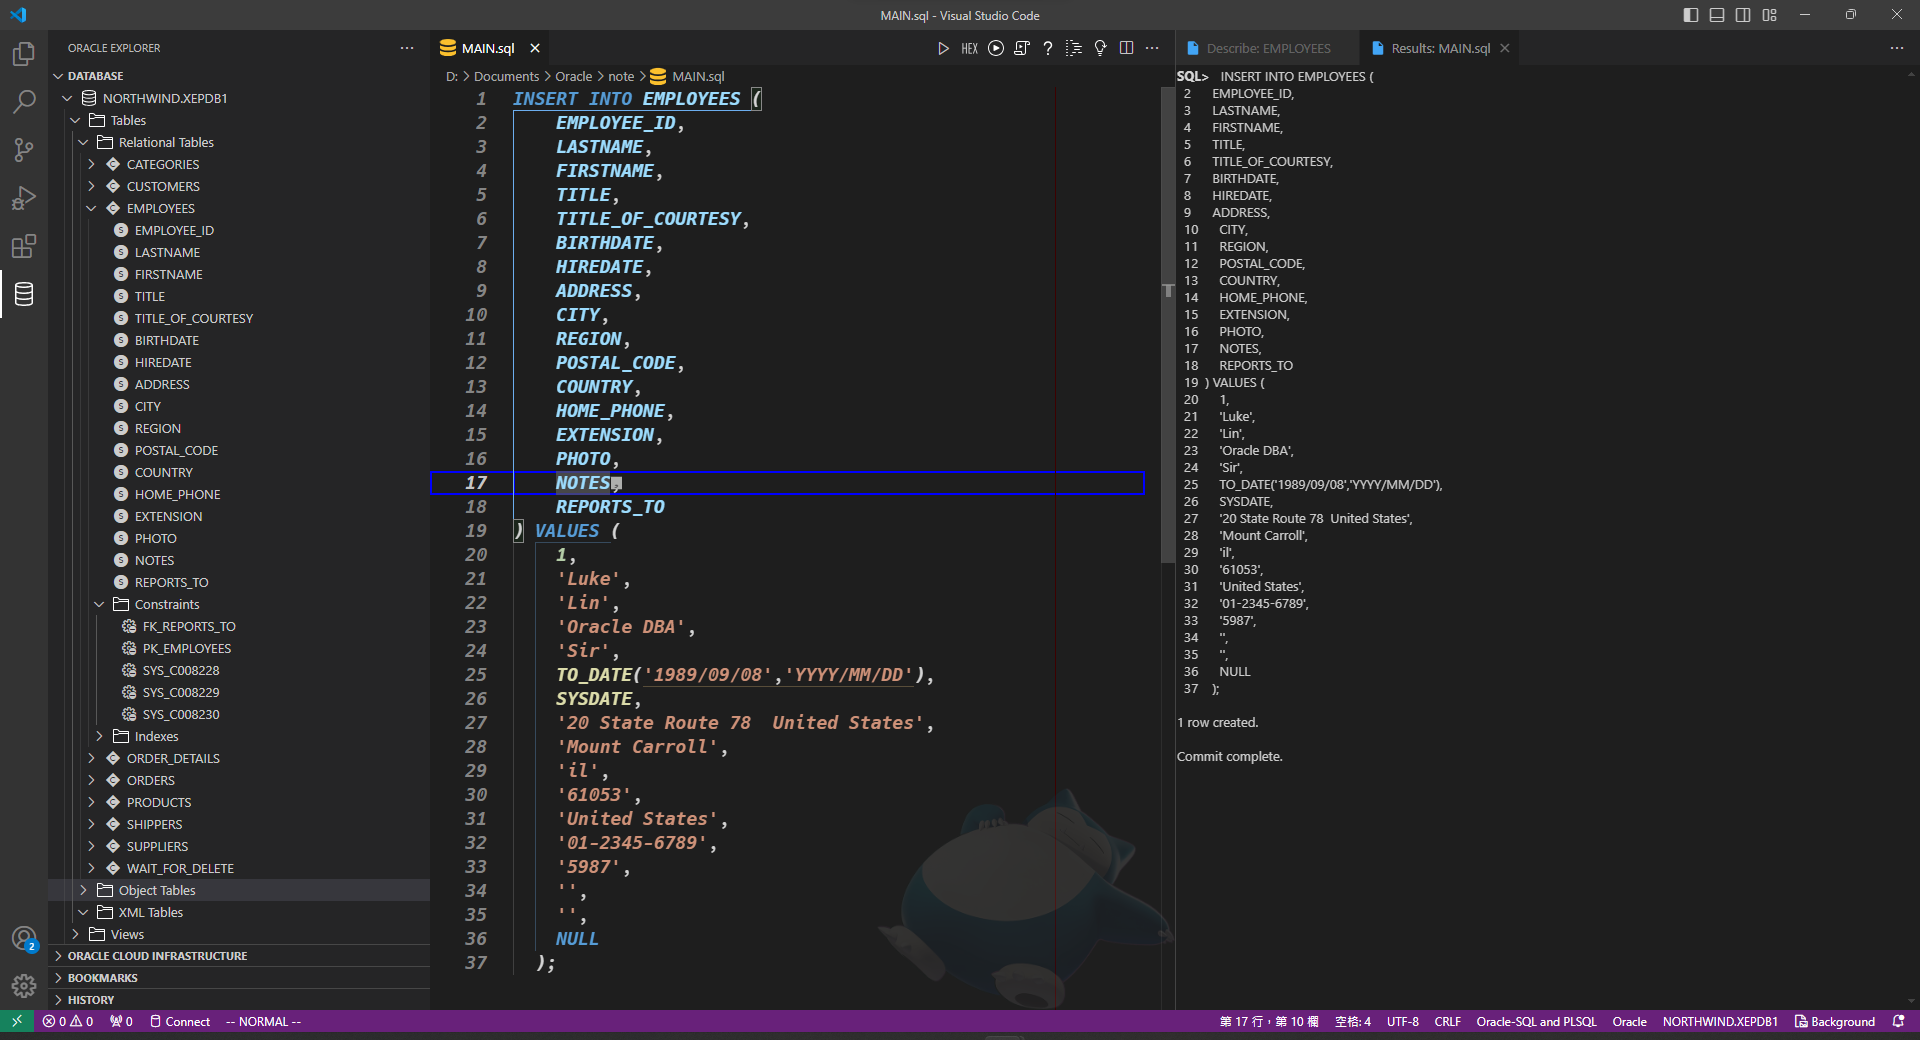 MAIN.sql - Visual Studio Code
ORACLE EXPLORER
DATABASE
NORTHWIND.XEPDB1
Tables
Relational Tables
CATEGORIES
CUSTOMERS
EMPLOYEES
EMPLOYEE_ID
LASTNAME
FIRSTNAME
TITLE
TITLE_OF_COURTESY
BIRTHDATE
HIREDATE
ADDRESS
CITY
REGION
POSTAL_CODE
COUNTRY
HOME_PHONE
EXTENSION
PHOTO
NOTES
REPORTS_TO
Constraints
FK_REPORTS_TO
PK_EMPLOYEES
SYS_C008228
SYS_C008229
SYS_C008230
Indexes
ORDER_DETAILS
ORDERS
PRODUCTS
SHIPPERS
SUPPLIERS
WAIT_FOR_DELETE
Object Tables
XML Tables
Views
ORACLE CLOUD INFRASTRUCTURE
BOOKMARKS
HISTORY
2
MAIN.sql
HEX
D: > Documents > Oracle > note > MAIN.sql
1 INSERT INTO EMPLOYEES (
2 EMPLOYEE_ID,
3 LASTNAME,
4 FIRSTNAME,
5 TITLE,
6 TITLE_OF_COURTESY,
7 BIRTHDATE,
8 HIREDATE,
9 ADDRESS,
10 CITY,
11 REGION,
12 POSTAL_CODE,
13 COUNTRY,
14 HOME_PHONE,
15 EXTENSION,
16 PHOTO,
17 NOTES,
18 REPORTS_TO
19 ) VALUES (
20 1,
21 'Luke',
22 'Lin',
23 'Oracle DBA',
24 'Sir',
25 TO_DATE('1989/09/08','YYYY/MM/DD'),
26 SYSDATE,
27 '20 State Route 78  United States',
28 'Mount Carroll',
29 'il',
30 '61053',
31 'United States',
32 '01-2345-6789',
33 '5987',
34 '',
35 '',
36 NULL
37 );
Describe: EMPLOYEES
Results: MAIN.sql
SQL> INSERT INTO EMPLOYEES (
2 EMPLOYEE_ID,
3 LASTNAME,
4 FIRSTNAME,
5 TITLE,
6 TITLE_OF_COURTESY,
7 BIRTHDATE,
8 HIREDATE,
9 ADDRESS,
10 CITY,
11 REGION,
12 POSTAL_CODE,
13 COUNTRY,
14 HOME_PHONE,
15 EXTENSION,
16 PHOTO,
17 NOTES,
18 REPORTS_TO
19 ) VALUES (
20 1,
21 'Luke',
22 'Lin',
23 'Oracle DBA',
24 'Sir',
25 TO_DATE('1989/09/08','YYYY/MM/DD'),
26 SYSDATE,
27 '20 State Route 78  United States',
28 'Mount Carroll',
29 'il',
30 '61053',
31 'United States',
32 '01-2345-6789',
33 '5987',
34 '',
35 '',
36 NULL
37 );
1 row created.
Commit complete.
0 0 0 Connect -- NORMAL --
第 17 行，第 10 欄 空格: 4 UTF-8 CRLF Oracle-SQL and PLSQL Oracle NORTHWIND.XEPDB1 Background